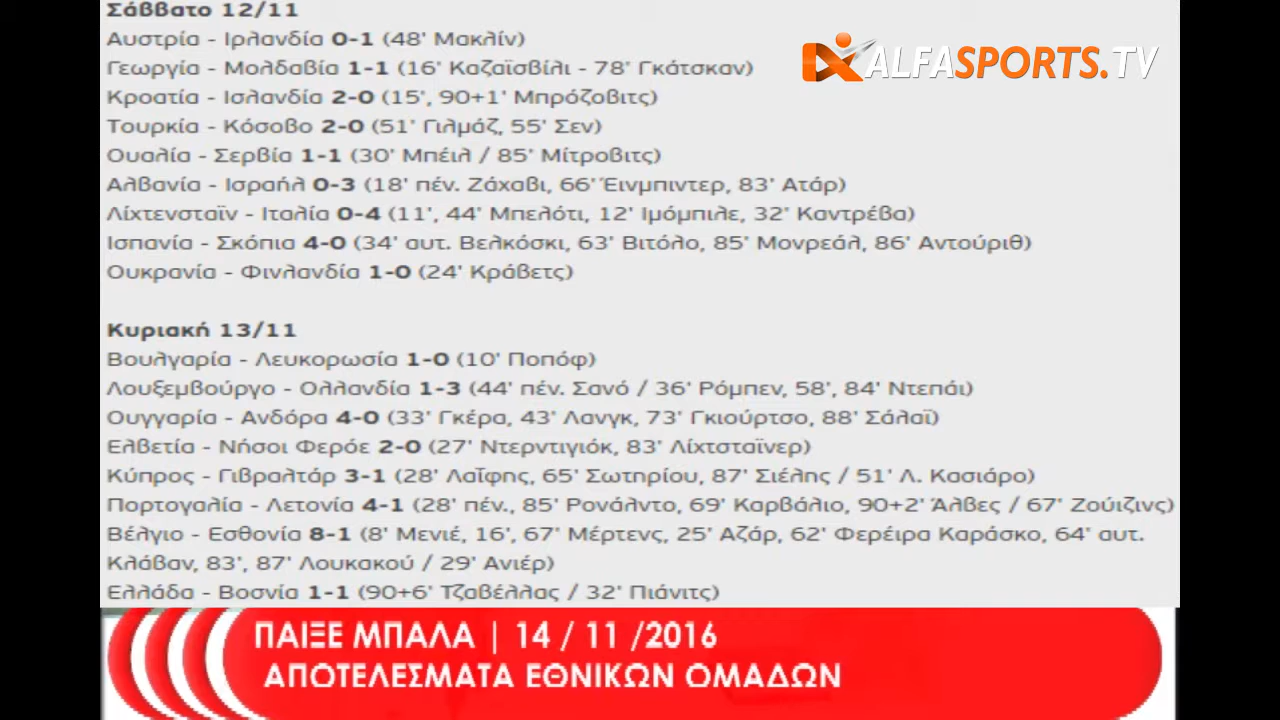 Σάββατο 12/11
Αυστρία - Ιρλανδία 0-1 (48' Μακλίν)
ALFASPORTS.TV
Γεωργία - Μολδαβία 1-1 (16' Καζαϊσβίλι - 78' Γκάτσκαν)
Κροατία - Ισλανδία 2-0 (15', 90+1' Μπρόζοβιτς)
Τουρκία - Κόσοβο 2-0 (51' Γιλμάζ, 55' Σεν)
Ουαλία - Σερβία 1-1 (30' Μπέιλ / 85' Μίτροβιτς)
Αλβανία - Ισραήλ 0-3 (18' πέν. Ζάχαβι, 66' Έινμπιντερ, 83' Ατάρ)
Λίχτενσταϊν - Ιταλία 0-4 (11', 44' Μπελότι, 12' Ιμόμπιλε, 32' Καντρέβα)
Ισπανία - Σκόπια 4-0 (34' αυτ. Βελκόσκι, 63' Βιτόλο, 85' Μονρεάλ, 86' Αντούριθ)
Ουκρανία - Φινλανδία 1-0 (24' Κράβετς)
Κυριακή 13/11
Βουλγαρία - Λευκορωσία 1-0 (10' Ποπόφ)
Λουξεμβούργο - Ολλανδία 1-3 (44' πέν. Σανό / 36' Ρόμπεν, 58', 84' Ντεπάι)
Ουγγαρία - Ανδόρα 4-0 (33' Γκέρα, 43' Λανγκ, 73' Γκιούρτσο, 88' Σάλαϊ)
Ελβετία - Νήσοι Φερόε 2-0 (27' Ντερντιγιόκ, 83' Λίχτσταϊνερ)
Κύπρος - Γιβραλτάρ 3-1 (28' Λαΐφης, 65' Σωτηρίου, 87' Σιέλης / 51' Λ. Κασιάρο)
Πορτογαλία - Λετονία 4-1 (28' πέν., 85' Ρονάλντο, 69' Καρβάλιο, 90+2' Άλβες / 67' Ζούιζινς)
Βέλγιο - Εσθονία 8-1 (8' Μενιέ, 16', 67' Μέρτενς, 25' Αζάρ, 62' Φερέιρα Καράσκο, 64' αυτ.
Κλάβαν, 83', 87' Λουκακού / 29' Ανιέρ)
Ελλάδα - Βοσνία 1-1 (90+6' Τζαβέλλας / 32' Πιάνιτς)
ΠΑΙΞΕ ΜΠΑΛΑ | 14 / 11 /2016
ΑΠΟΤΕΛΕΣΜΑΤΑ ΕΘΝΙΚΩΝ ΟΜΑΔΩΝ